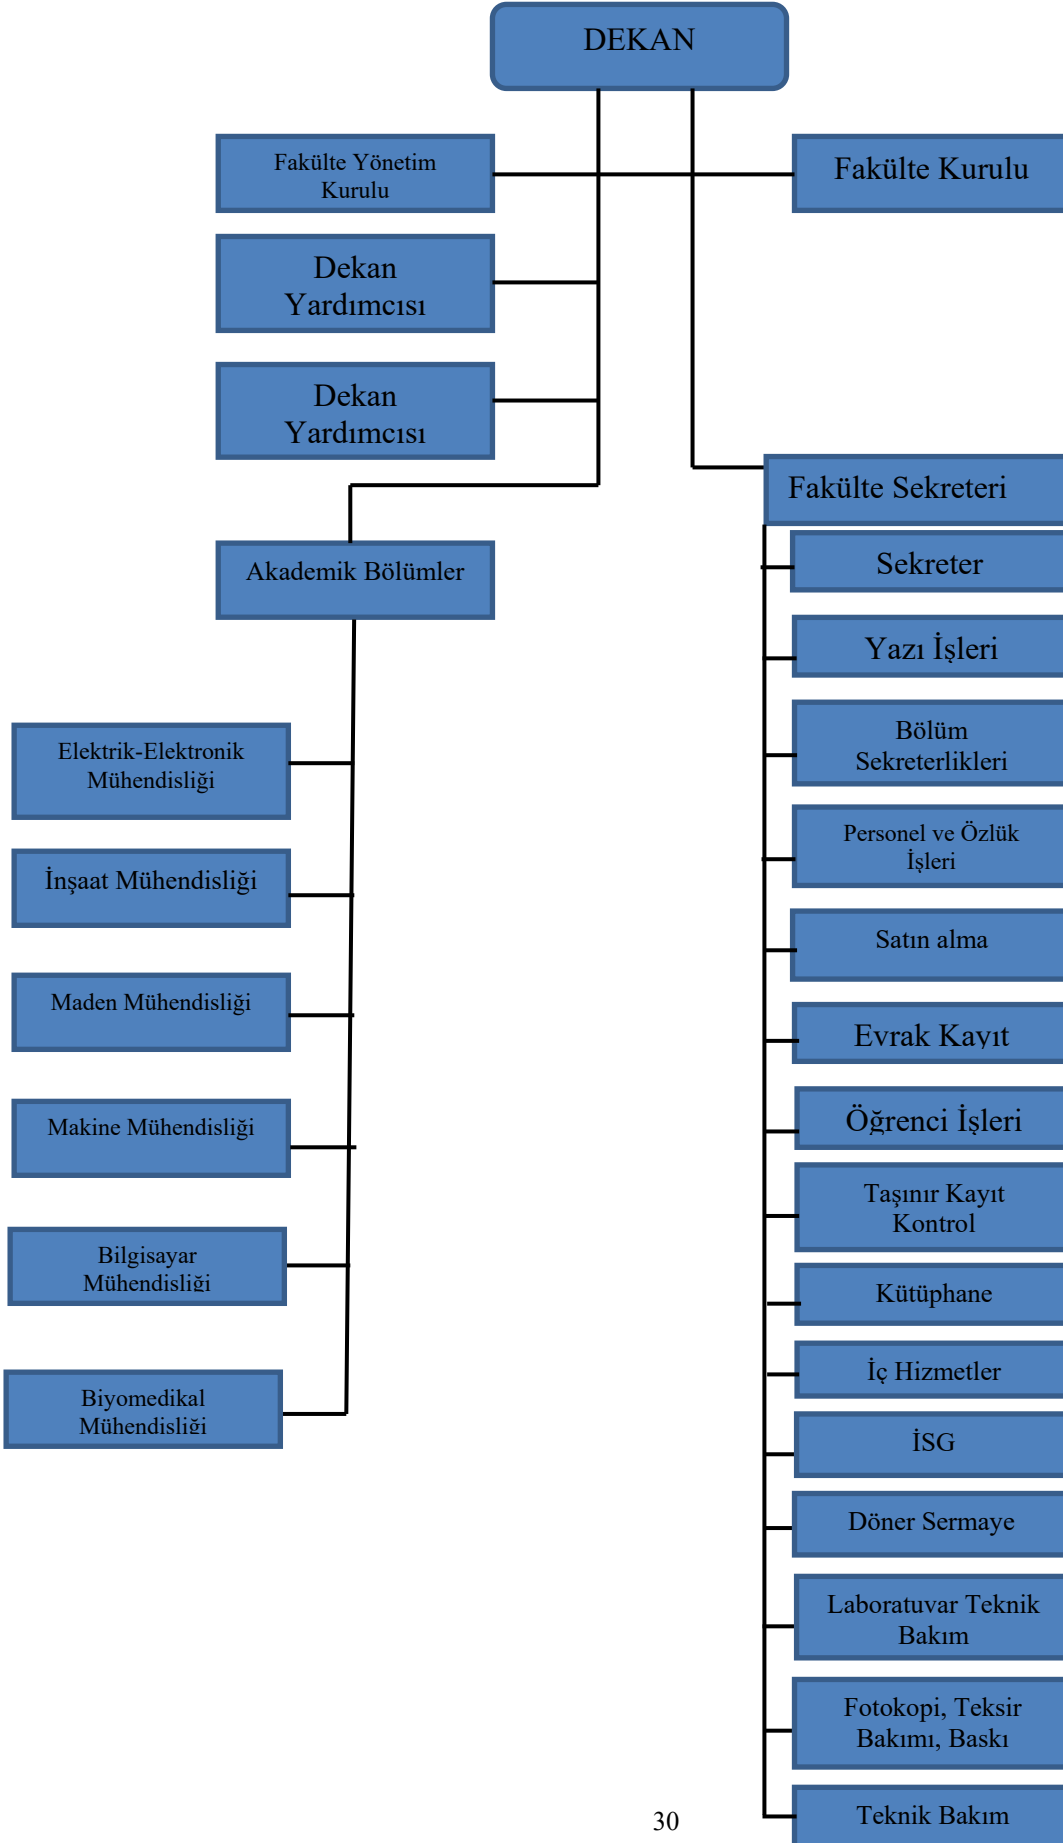 DEKAN
Fakülte Yönetim
Kurulu
Fakülte Kurulu
Dekan
Yardımcısı
Dekan
Yardımcısı
Fakülte Sekreteri
Akademik Bölümler
Elektrik-Elektronik
Mühendisliği
İnşaat Mühendisliği
Maden Mühendisliği
Makine Mühendisliği
Bilgisayar
Mühendisliği
Biyomedikal
Mühendisliği
Sekreter
Yazı İşleri
Bölüm
Sekreterlikleri
Personel ve Özlük
İşleri
Satın alma
Evrak Kayıt
Öğrenci İşleri
Taşınır Kayıt
Kontrol
Kütüphane
İç Hizmetler
İSG
Döner Sermaye
Laboratuvar Teknik
Bakım
Fotokopi, Teksir
Bakımı, Baskı
Teknik Bakım
30